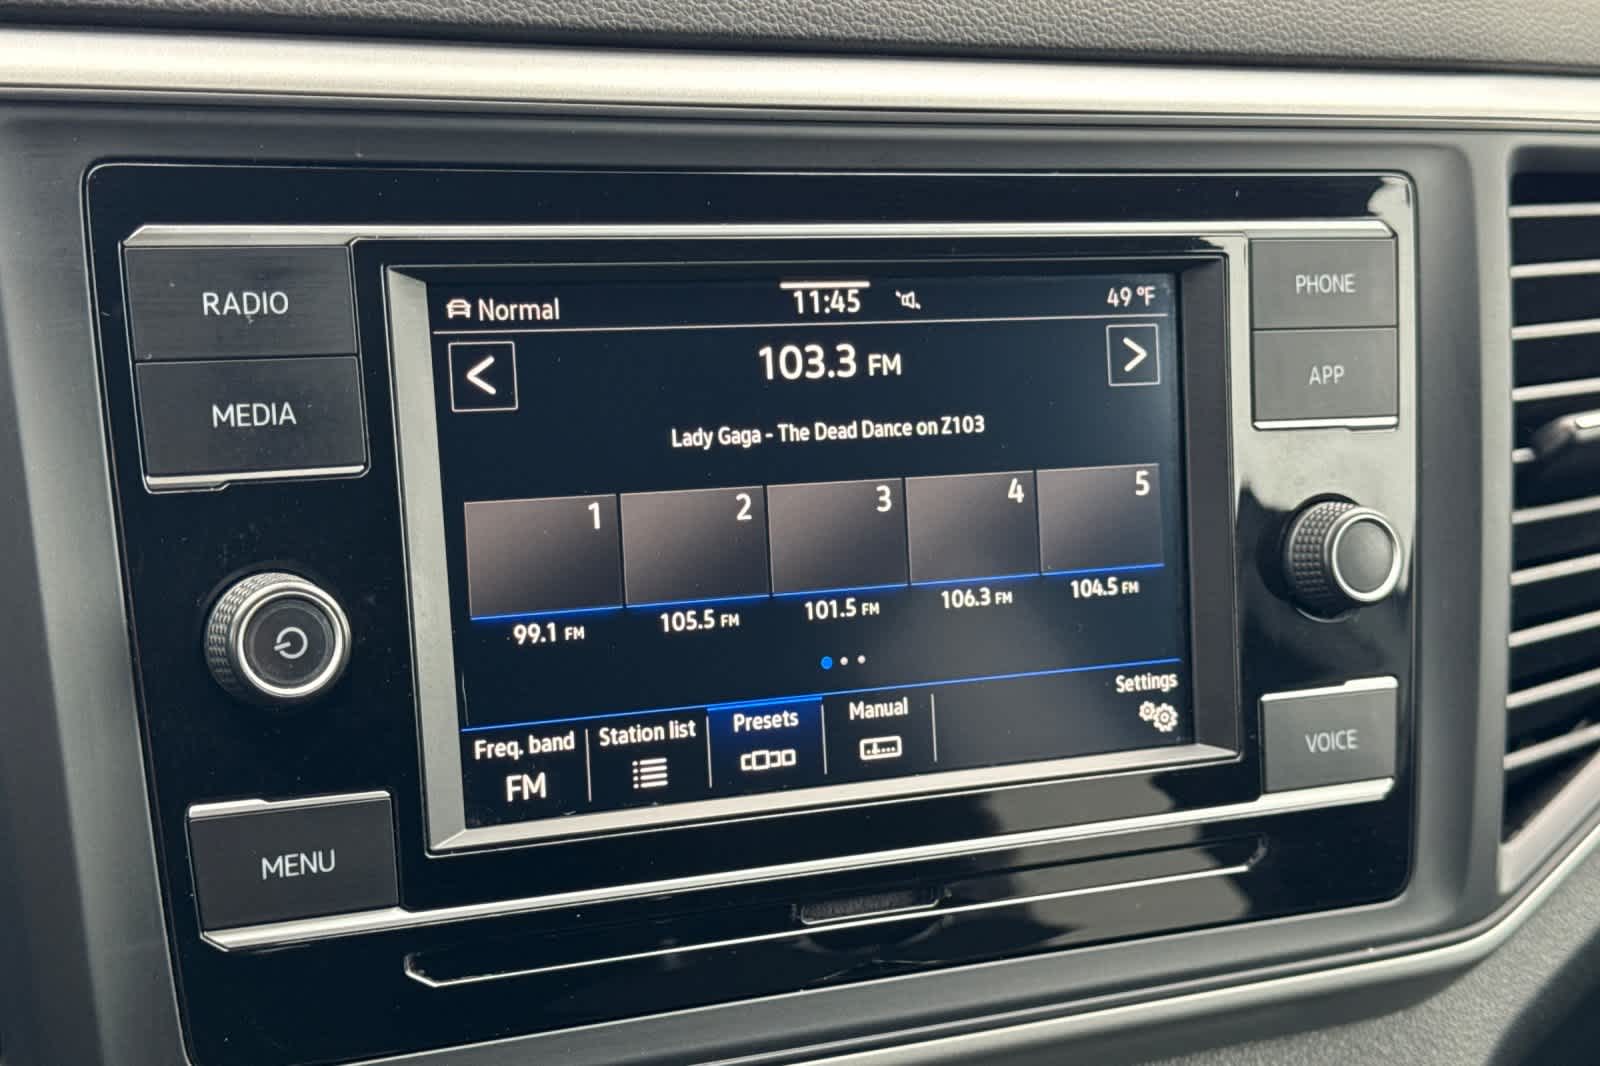 RADIO
MEDIA
MENU
Normal
11:45
49 °F
<
103.3 FM
>
Lady Gaga - The Dead Dance on Z103
1
2
3
4
5
99.1 FM
105.5 FM
101.5 FM
106.3 FM
104.5 FM
Freq. band
FM
Station list
Presets
Manual
Settings
PHONE
APP
VOICE